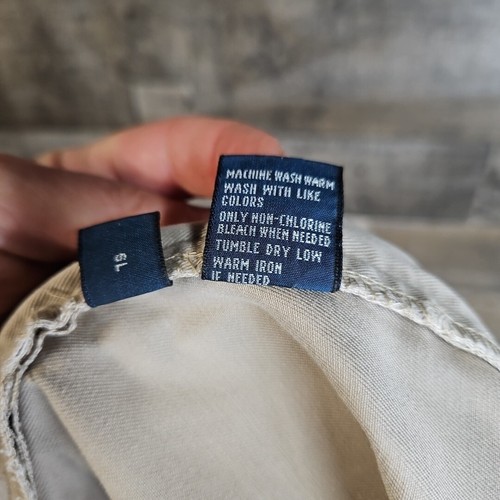 6L
MACHINE WASH WARM
WASH WITH LIKE
COLORS
ONLY NON-CHLORINE
BLEACH WHEN NEEDED
TUMBLE DRY LOW
WARM IRON
IF NEEDED